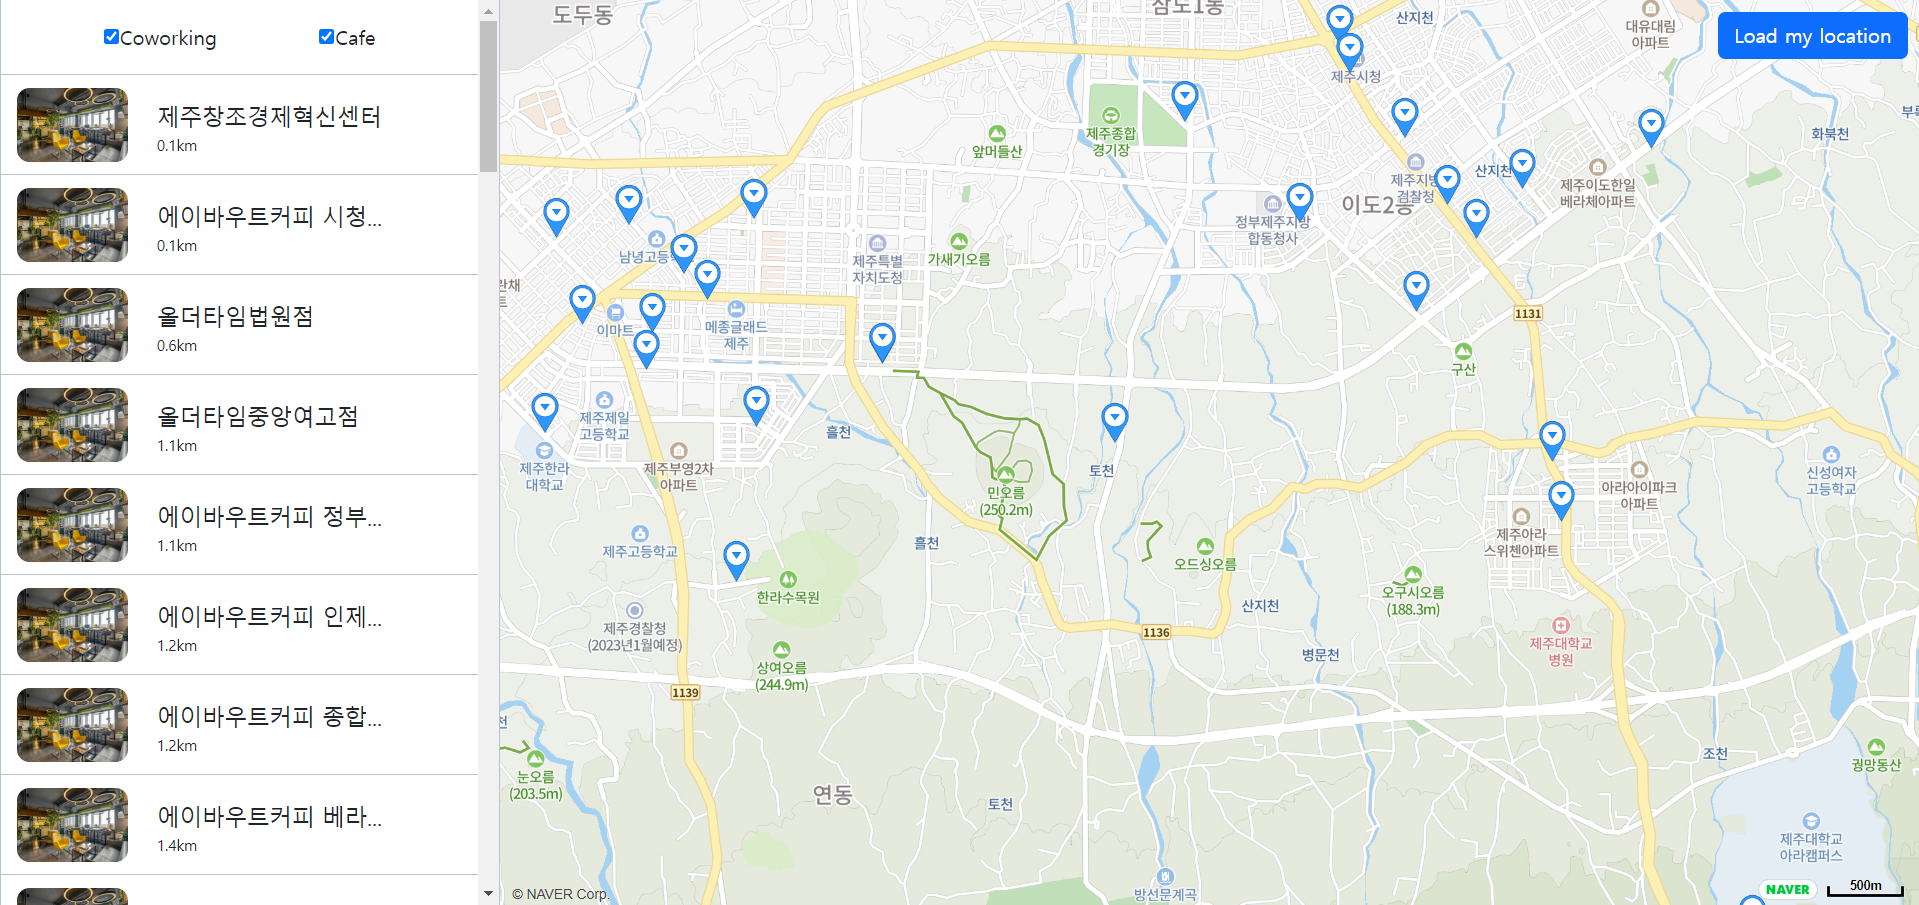 Coworking
Cafe
제주창조경제혁신센터
0.1km
에이바우트커피 시청...
0.1km
올더타임법원점
0.6km
올더타임중앙여고점
1.1km
에이바우트커피 정부...
1.1km
에이바우트커피 인제...
1.2km
에이바우트커피 종합...
1.2km
에이바우트커피 베라...
1.4km
도두동
삼도1동
산지천
대유대림
아파트
Load my location
제주시청
제주종합
경기장
앞머들산
화북천
산지천
제주지방
검찰청
제주이도한일
베라체아파트
이도2동
정부제주지방
합동청사
남녕고등학교
제주특별
자치도청
가새기오름
란채
이마트
메종글래드
제주
1131
구산
제주제일
고등학교
흘천
제주한라
대학교
제주부영2차
아파트
민오름
(250.2m)
토천
아라아이파크
아파트
신성여자
고등학교
제주아라
스위첸아파트
제주고등학교
흘천
오드싱오름
한라수목원
오구시오름
(188.3m)
산지천
제주경찰청
(2023년1월예정)
1136
제주대학교
병원
병문천
상여오름
(244.9m)
1139
조천
권망동산
눈오름
(203.5m)
연동
토천
제주대학교
아라캠퍼스
방선문계곡
© NAVER Corp.
NAVER
500m